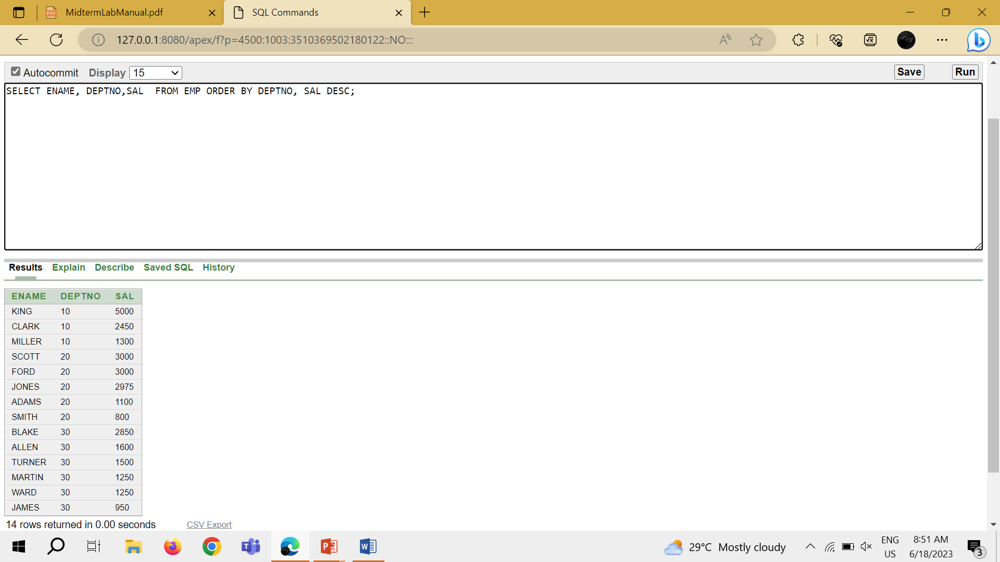 MidtermLabManual.pdf
SQL Commands
127.0.0.1:8080/apex/f?p=4500:1003:3510369502180122::NO:::
Autocommit Display 15 Save Run
SELECT ENAME, DEPTNO,SAL  FROM EMP ORDER BY DEPTNO, SAL DESC;
Results Explain Describe Saved SQL History
ENAME DEPTNO SAL
KING 10 5000
CLARK 10 2450
MILLER 10 1300
SCOTT 20 3000
FORD 20 3000
JONES 20 2975
ADAMS 20 1100
SMITH 20 800
BLAKE 30 2850
ALLEN 30 1600
TURNER 30 1500
MARTIN 30 1250
WARD 30 1250
JAMES 30 950
14 rows returned in 0.00 seconds CSV Export
29°C Mostly cloudy
ENG
US
8:51 AM
6/18/2023
3